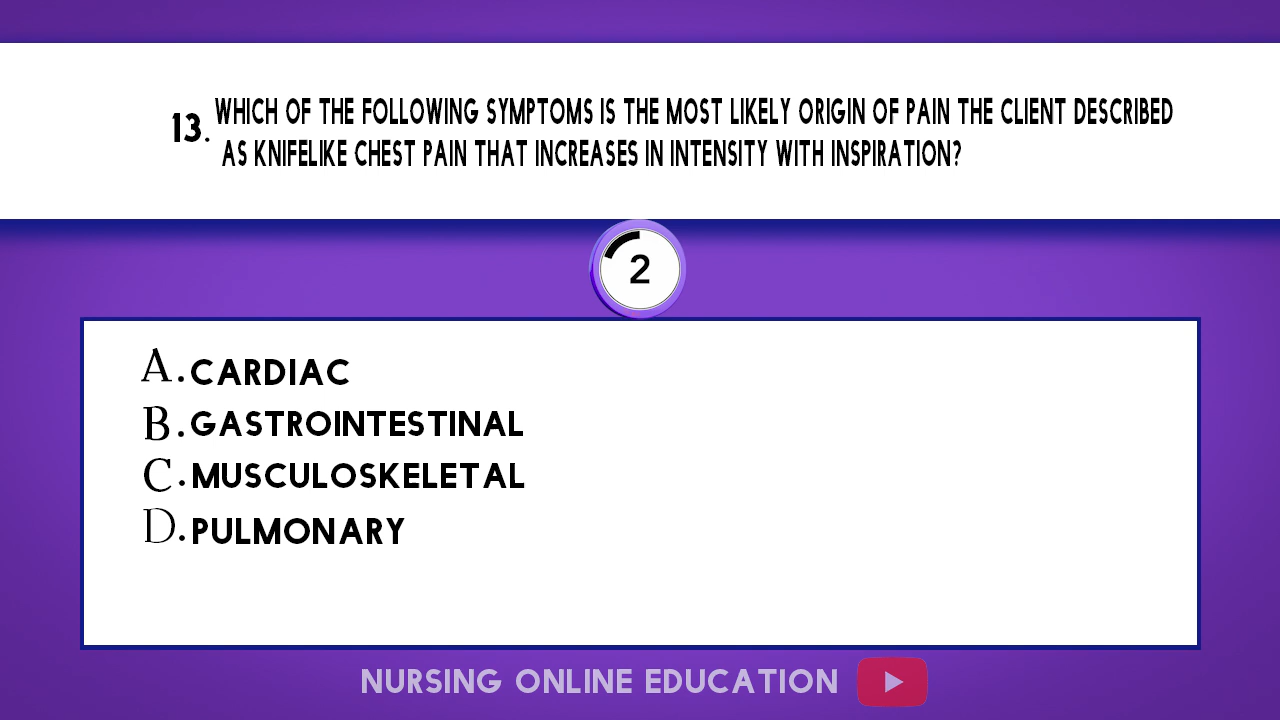 13. WHICH OF THE FOLLOWING SYMPTOMS IS THE MOST LIKELY ORIGIN OF PAIN THE CLIENT DESCRIBED
AS KNIFELIKE CHEST PAIN THAT INCREASES IN INTENSITY WITH INSPIRATION?
2
A. CARDIAC
B. GASTROINTESTINAL
C. MUSCULOSKELETAL
D. PULMONARY
NURSING ONLINE EDUCATION